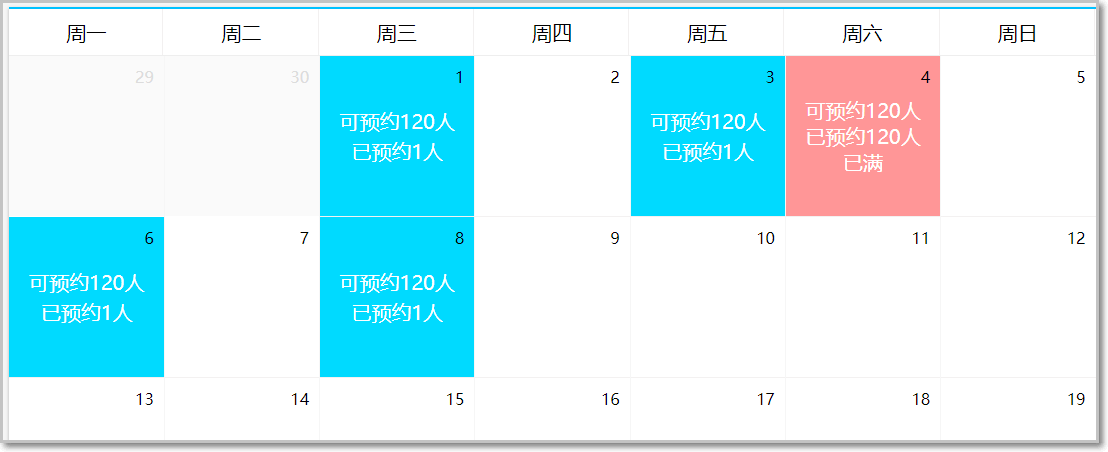 周一 周二 周三 周四 周五 周六 周日
29 30 1 2 3 4 5
可预约120人
已预约1人
可预约120人
已预约1人
可预约120人
已预约120人
已满
6 7 8 9 10 11 12
可预约120人
已预约1人
可预约120人
已预约1人
13 14 15 16 17 18 19